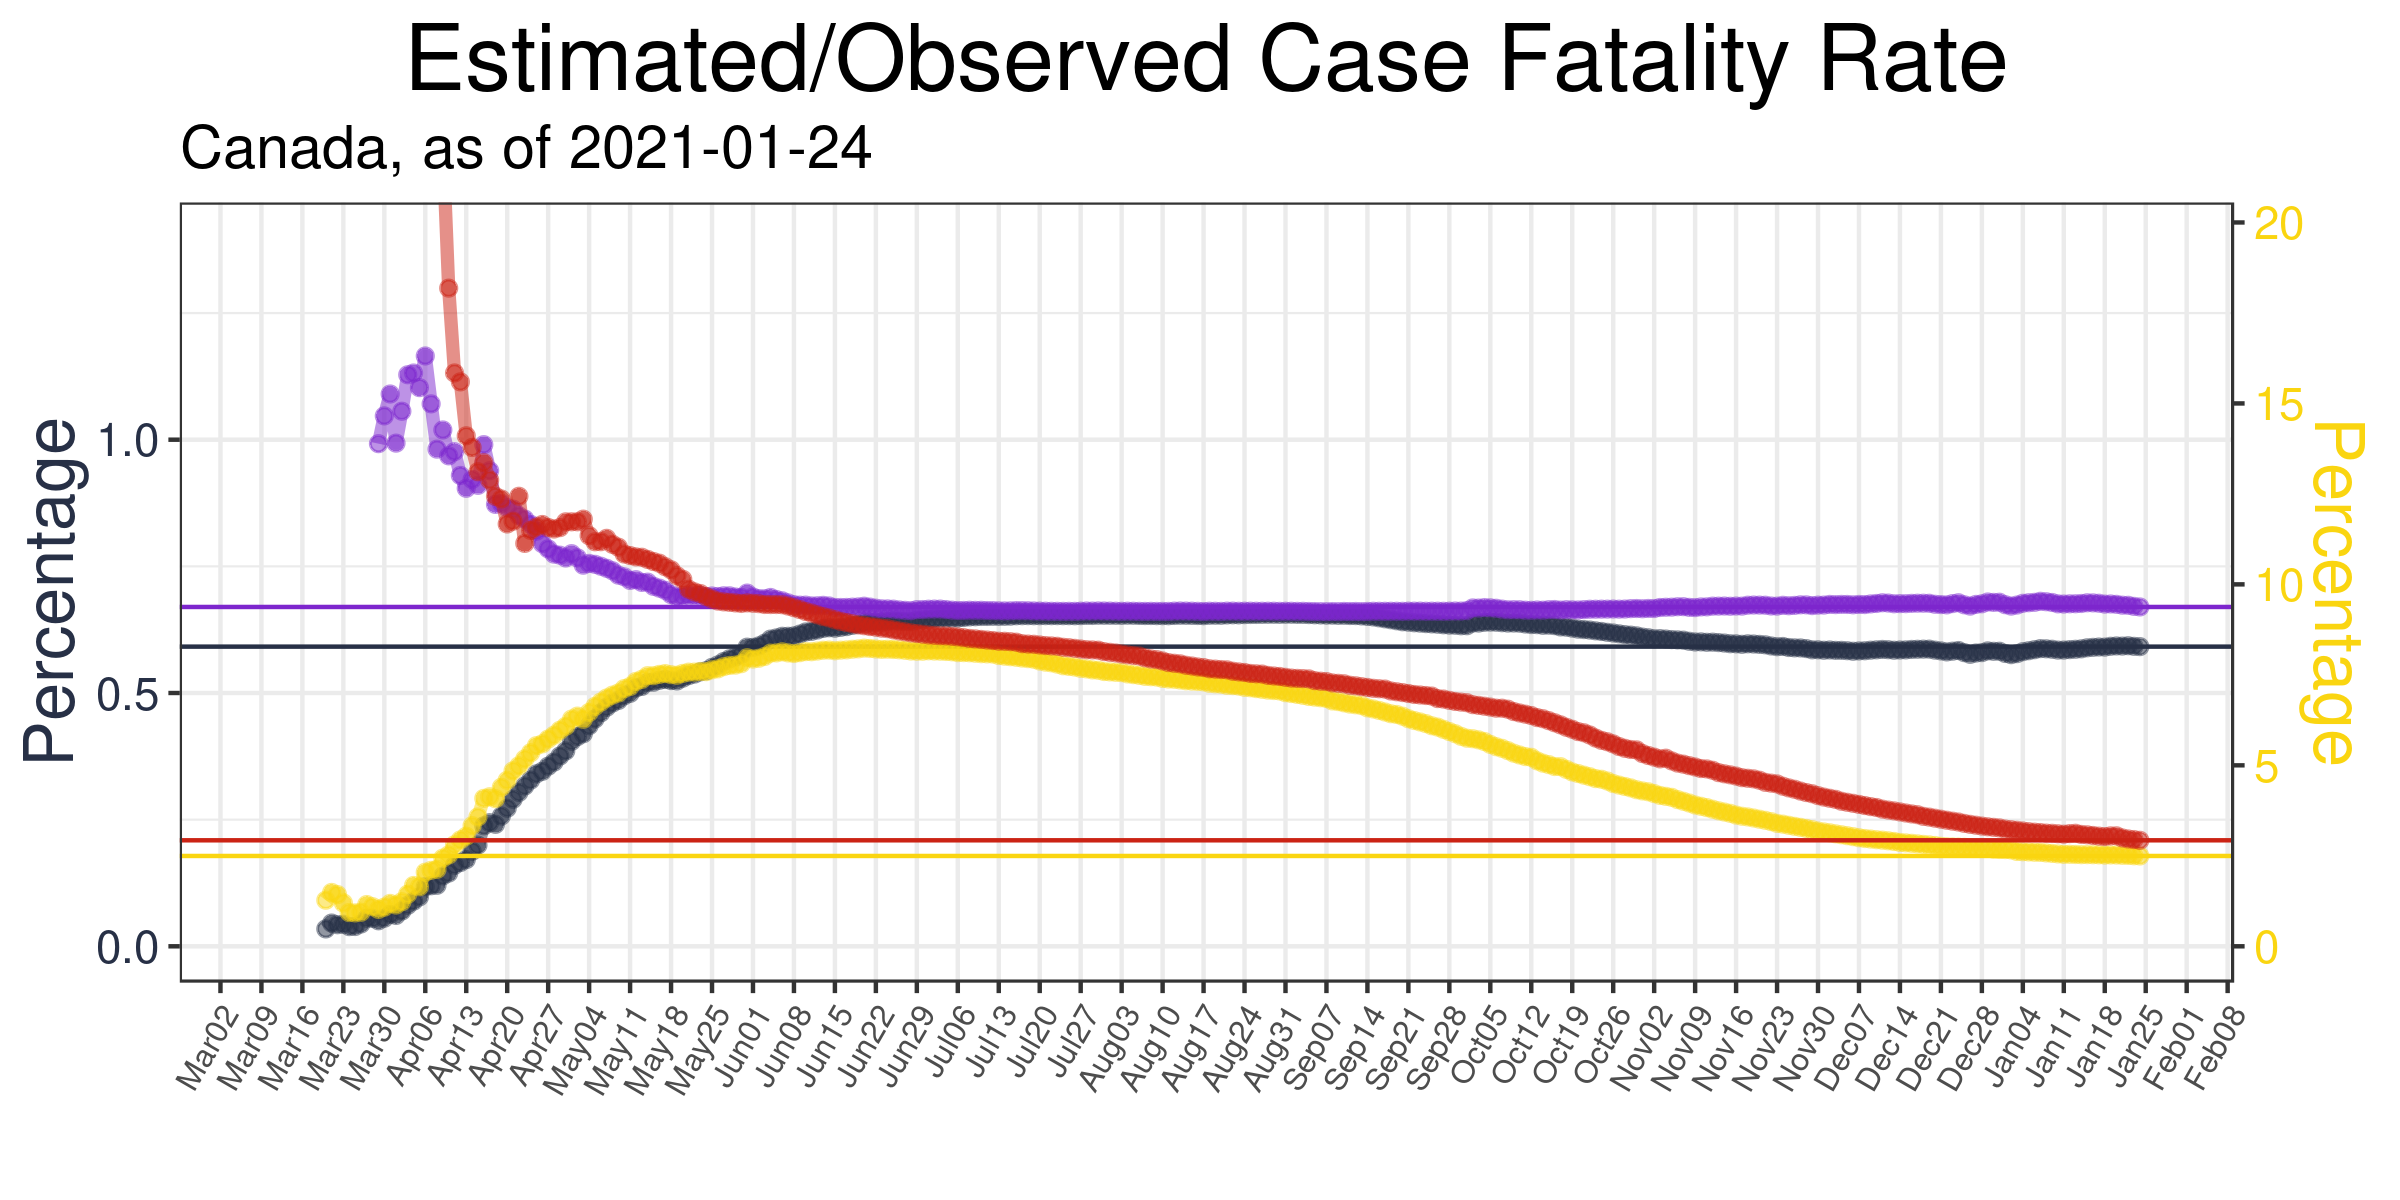 Estimated/Observed Case Fatality Rate
Canada, as of 2021-01-24
Percentage
1.0
0.5
0.0
20
15
10
5
0
Percentage
Mar02
Mar09
Mar16
Mar23
Mar30
Apr06
Apr13
Apr20
Apr27
May04
May11
May18
May25
Jun01
Jun08
Jun15
Jun22
Jun29
Jul06
Jul13
Jul20
Jul27
Aug03
Aug10
Aug17
Aug24
Aug31
Sep07
Sep14
Sep21
Sep28
Oct05
Oct12
Oct19
Oct26
Nov02
Nov09
Nov16
Nov23
Nov30
Dec07
Dec14
Dec21
Dec28
Jan04
Jan11
Jan18
Jan25
Feb01
Feb08